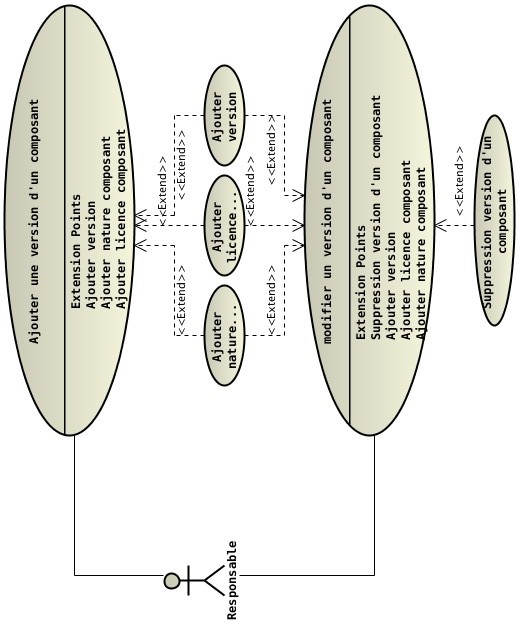 Ajouter une version d'un composant
Extension Points
Ajouter version
Ajouter nature composant
Ajouter licence composant
<<Extend>>
<<Extend>>
<<Extend>>
Ajouter
version
Ajouter
licence...
Ajouter
nature...
<<Extend>>
<<Extend>>
<<Extend>>
modifier un version d'un composant
Extension Points
Suppression version d'un composant
Ajouter version
Ajouter licence composant
Ajouter nature composant
<<Extend>>
Suppression version d'un
composant
Responsable